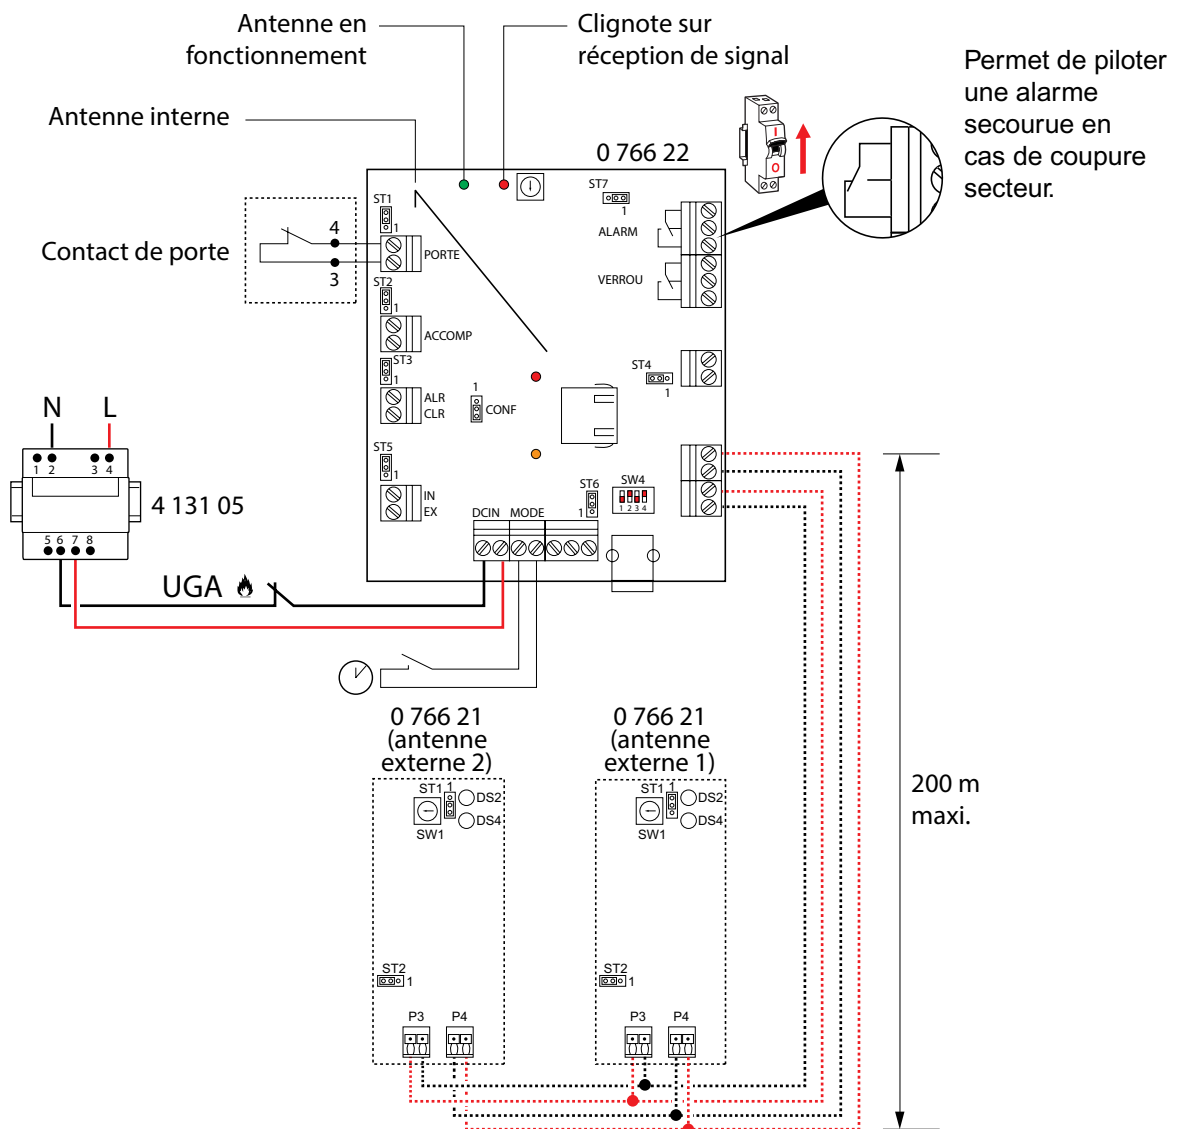 Antenne en
fonctionnement
Clignote sur
réception de signal
Permet de piloter
une alarme
secourue en
cas de coupure
secteur.
Antenne interne
0 766 22
I
O
ST1
1
ST7
1
ALARM
4
Contact de porte
PORTE
3
VERROU
ST2
1
ACCOMP
ST3
1
ST4
1
ALR
CLR
1
CONF
N L
1 2 3 4
4 131 05
5 6 7 8
ST5
1
IN
EX
ST6
1
SW4
1 2 3 4
DCIN MODE
UGA
0 766 21
(antenne
externe 2)
0 766 21
(antenne
externe 1)
ST1 1
DS2
DS4
SW1
ST1 1
DS2
DS4
SW1
200 m
maxi.
ST2
1
ST2
1
P3 P4
P3 P4